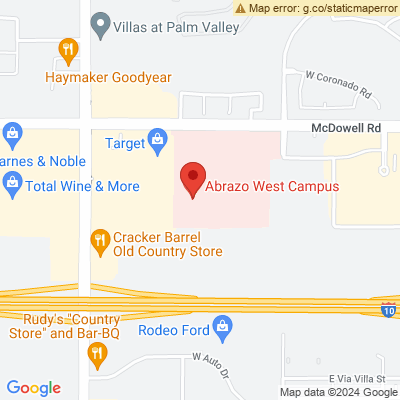 Map error: g.co/staticmaperror
Villas at Palm Valley
Haymaker Goodyear
W Coronado Rd
McDowell Rd
Target
arnes & Noble
Total Wine & More
Abrazo West Campus
Cracker Barrel
Old Country Store
10
Rudy's "Country
Store" and Bar-BQ
Rodeo Ford
W Auto Dr
E Via Villa St
Google
Map data ©2024 Google